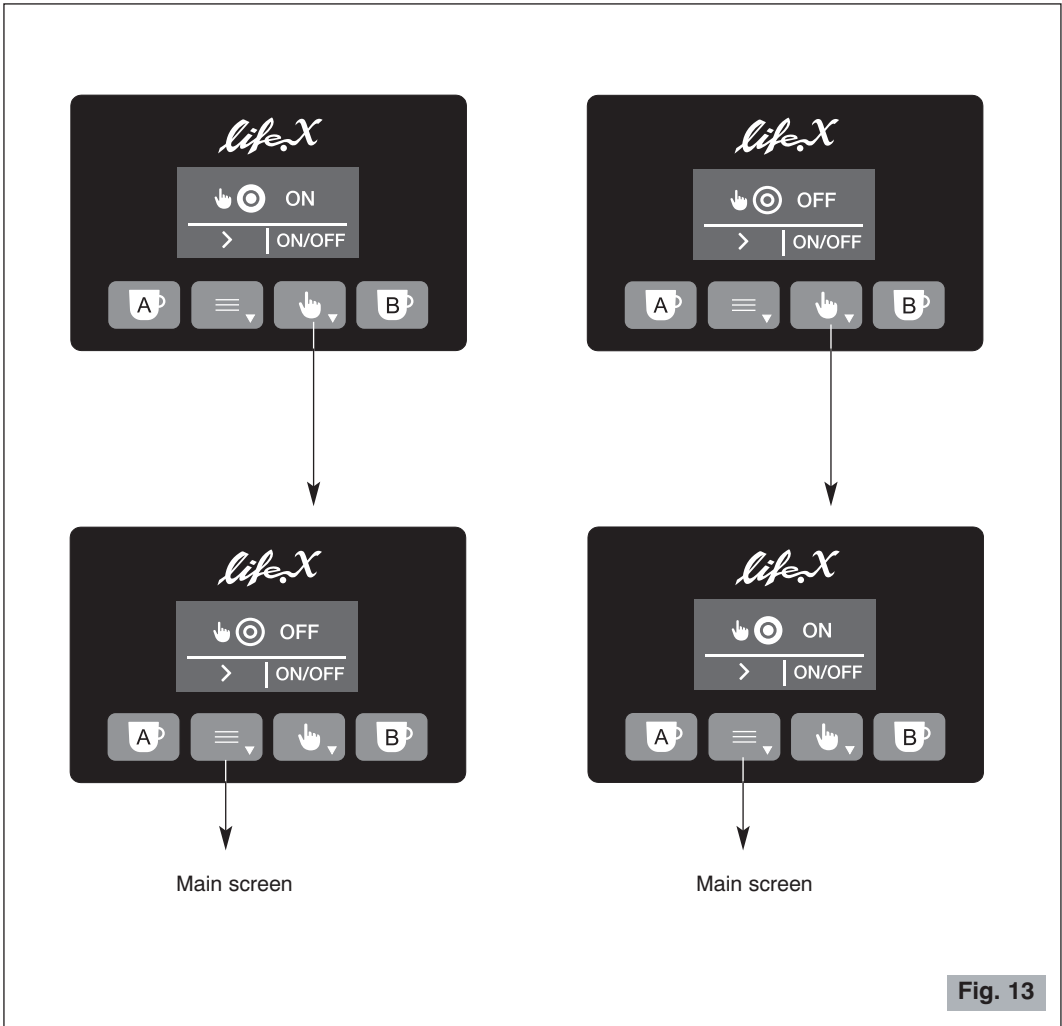 life.X
ON
> ON/OFF
A B
life.X
OFF
> ON/OFF
A B
life.X
OFF
> ON/OFF
A B
Main screen
life.X
ON
> ON/OFF
A B
Main screen
Fig. 13